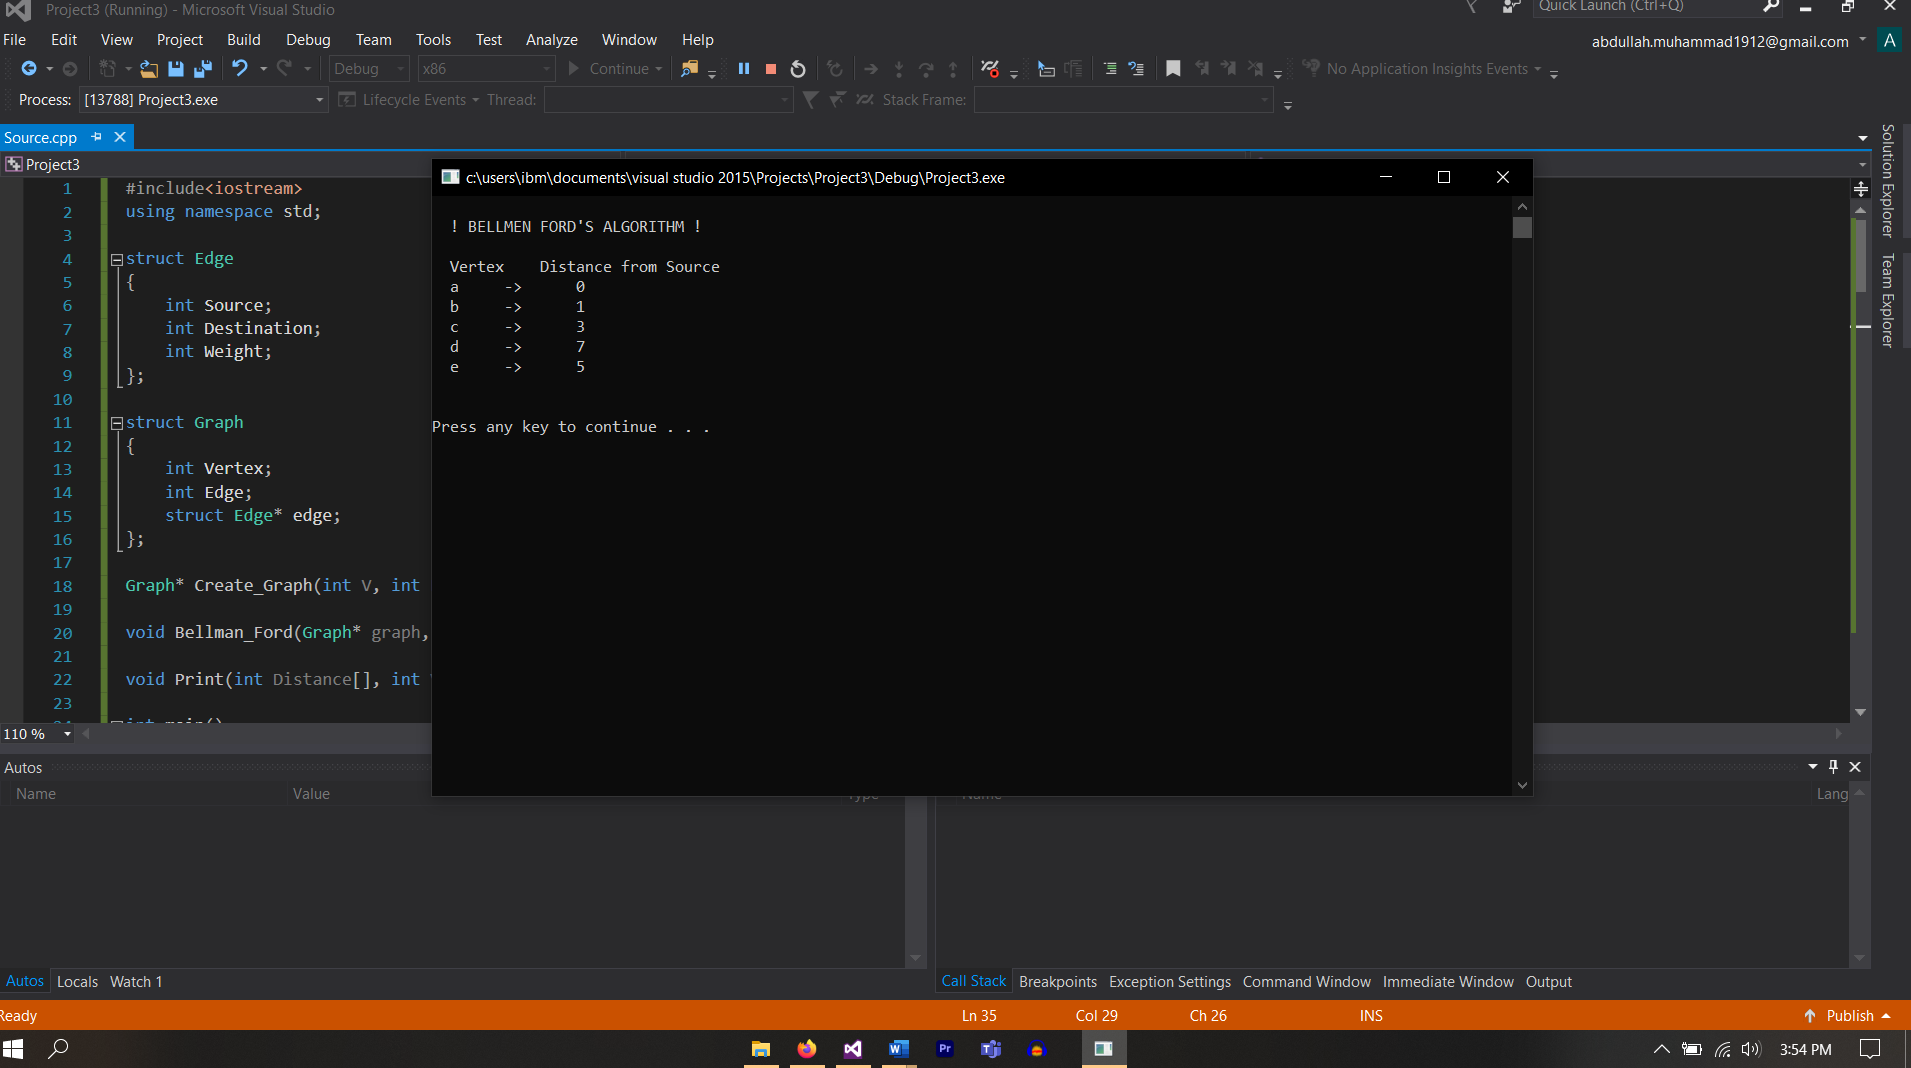 Project3 (Running) - Microsoft Visual Studio
Quick Launch (Ctrl+Q)
File Edit View Project Build Debug Team Tools Test Analyze Window Help
abdullah.muhammad1912@gmail.com A
Debug x86 Continue No Application Insights Events
Process: [13788] Project3.exe Lifecycle Events Thread: Stack Frame:
Source.cpp
Project3
1 #include<iostream>
2 using namespace std;
3
4 struct Edge
5 {
6 int Source;
7 int Destination;
8 int Weight;
9 };
10
11 struct Graph
12 {
13 int Vertex;
14 int Edge;
15 struct Edge* edge;
16 };
17
18 Graph* Create_Graph(int V, int
19
20 void Bellman_Ford(Graph* graph,
21
22 void Print(int Distance[], int
23
24 int main()
c:\users\ibm\documents\visual studio 2015\Projects\Project3\Debug\Project3.exe
! BELLMEN FORD'S ALGORITHM !
Vertex Distance from Source
a -> 0
b -> 1
c -> 3
d -> 7
e -> 5
Press any key to continue . . .
Solution Explorer
Team Explorer
110 %
Autos
Name Value Type
Name Lang
Autos Locals Watch 1
Call Stack Breakpoints Exception Settings Command Window Immediate Window Output
Ready Ln 35 Col 29 Ch 26 INS Publish
W Pr T
3:54 PM